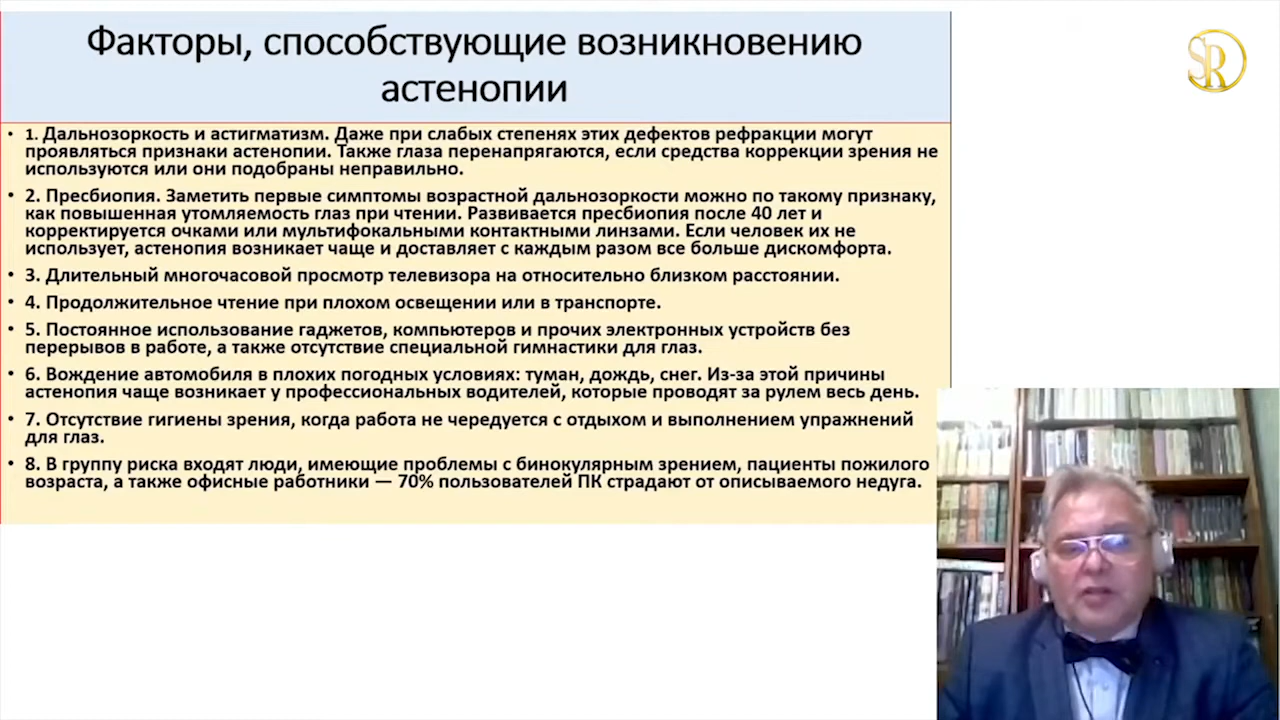 Факторы, способствующие возникновению
астенопии
SR
• 1. Дальнозоркость и астигматизм. Даже при слабых степенях этих дефектов рефракции могут
проявляться признаки астенопии. Также глаза перенапрягаются, если средства коррекции зрения не
используются или они подобраны неправильно.
• 2. Пресбиопия. Заметить первые симптомы возрастной дальнозоркости можно по такому признаку,
как повышенная утомляемость глаз при чтении. Развивается пресбиопия после 40 лет и
корректируется очками или мультифокальными контактными линзами. Если человек их не
использует, астенопия возникает чаще и доставляет с каждым разом все больше дискомфорта.
• 3. Длительный многочасовой просмотр телевизора на относительно близком расстоянии.
• 4. Продолжительное чтение при плохом освещении или в транспорте.
• 5. Постоянное использование гаджетов, компьютеров и прочих электронных устройств без
перерывов в работе, а также отсутствие специальной гимнастики для глаз.
• 6. Вождение автомобиля в плохих погодных условиях: туман, дождь, снег. Из-за этой причины
астенопия чаще возникает у профессиональных водителей, которые проводят за рулем весь день.
• 7. Отсутствие гигиены зрения, когда работа не чередуется с отдыхом и выполнением упражнений
для глаз.
• 8. В группу риска входят люди, имеющие проблемы с бинокулярным зрением, пациенты пожилого
возраста, а также офисные работники — 70% пользователей ПК страдают от описываемого недуга.